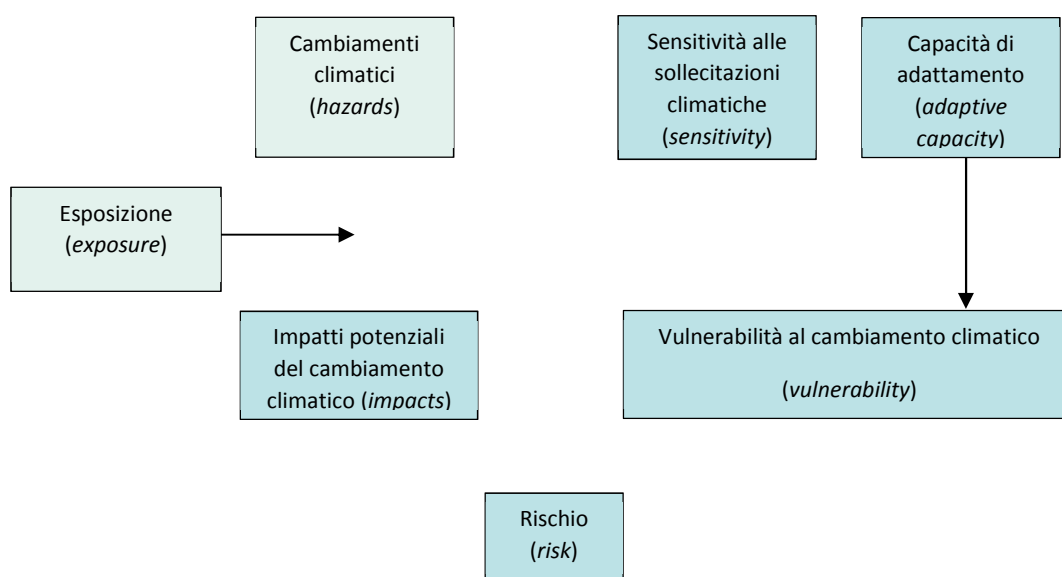 Cambiamenti
climatici
(hazards)
Sensitività alle
sollecitazioni
climatiche
(sensitivity)
Capacità di
adattamento
(adaptive
capacity)
Esposizione
(exposure)
Impatti potenziali
del cambiamento
climatico (impacts)
Vulnerabilità al cambiamento climatico
(vulnerability)
Rischio
(risk)